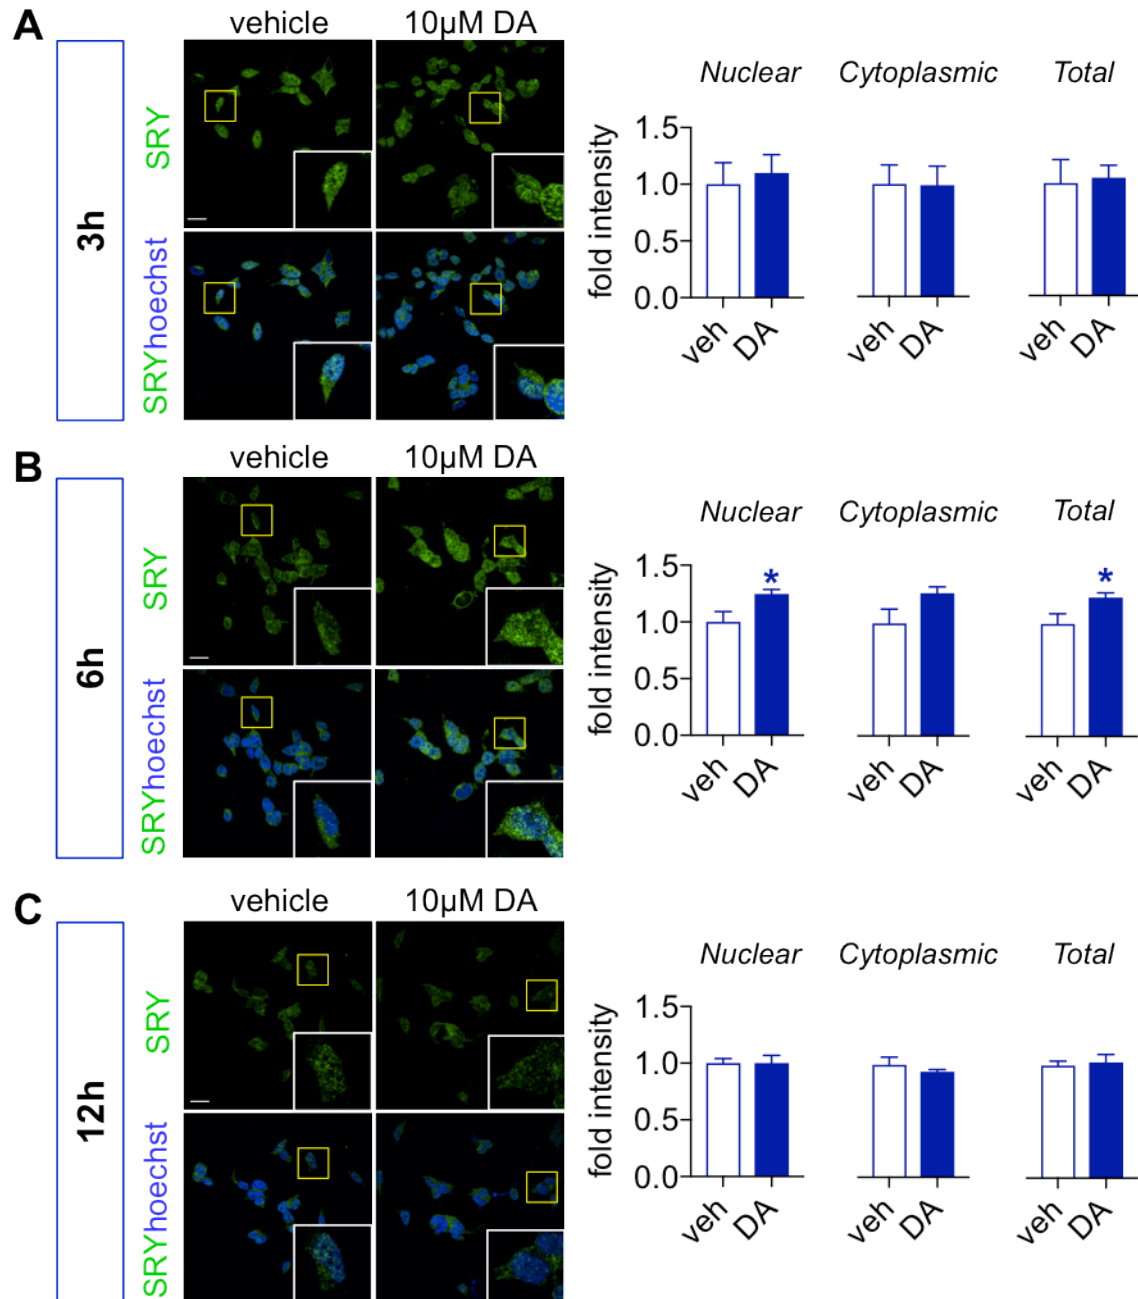 A
vehicle
10µM DA
3h
SRY
SRYhoechst
Nuclear
Cytoplasmic
Total
fold intensity
1.5
1.0
0.5
0.0
veh
DA
veh
DA
veh
DA
B
vehicle
10µM DA
6h
SRY
SRYhoechst
Nuclear
Cytoplasmic
Total
fold intensity
1.5
1.0
0.5
0.0
*
*
veh
DA
veh
DA
veh
DA
C
vehicle
10µM DA
12h
SRY
SRYhoechst
Nuclear
Cytoplasmic
Total
fold intensity
1.5
1.0
0.5
0.0
veh
DA
veh
DA
veh
DA